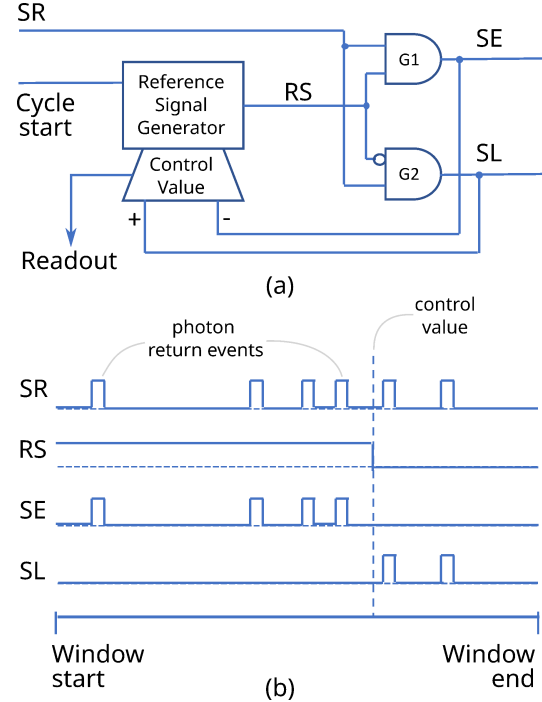 SR
SE
G1
Reference
Signal
Generator
RS
Cycle
start
SL
Control
Value
G2
+
-
Readout
(a)
control
value
photon
return events
SR
RS
SE
SL
Window
start
Window
end
(b)